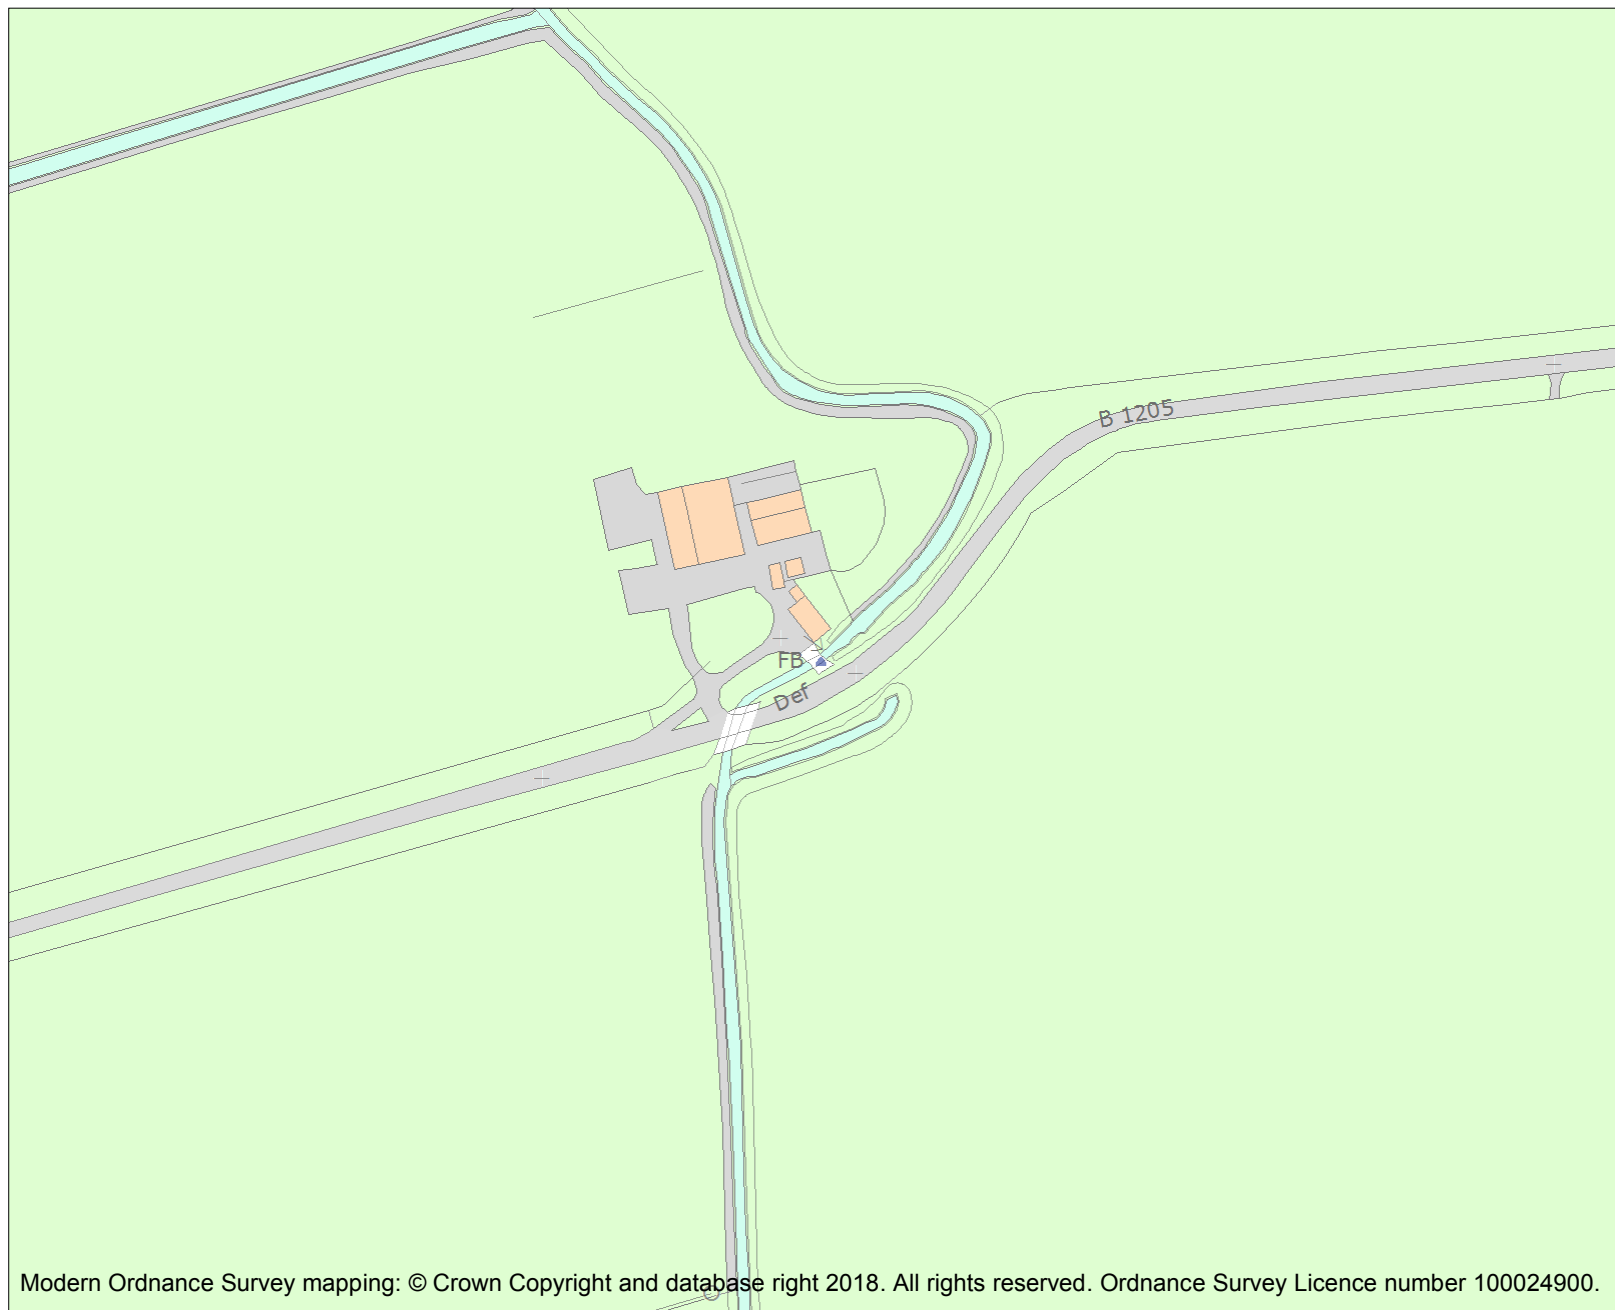 B 1205
FB
Def
Modern Ordnance Survey mapping: © Crown Copyright and database right 2018. All rights reserved. Ordnance Survey Licence number 100024900.